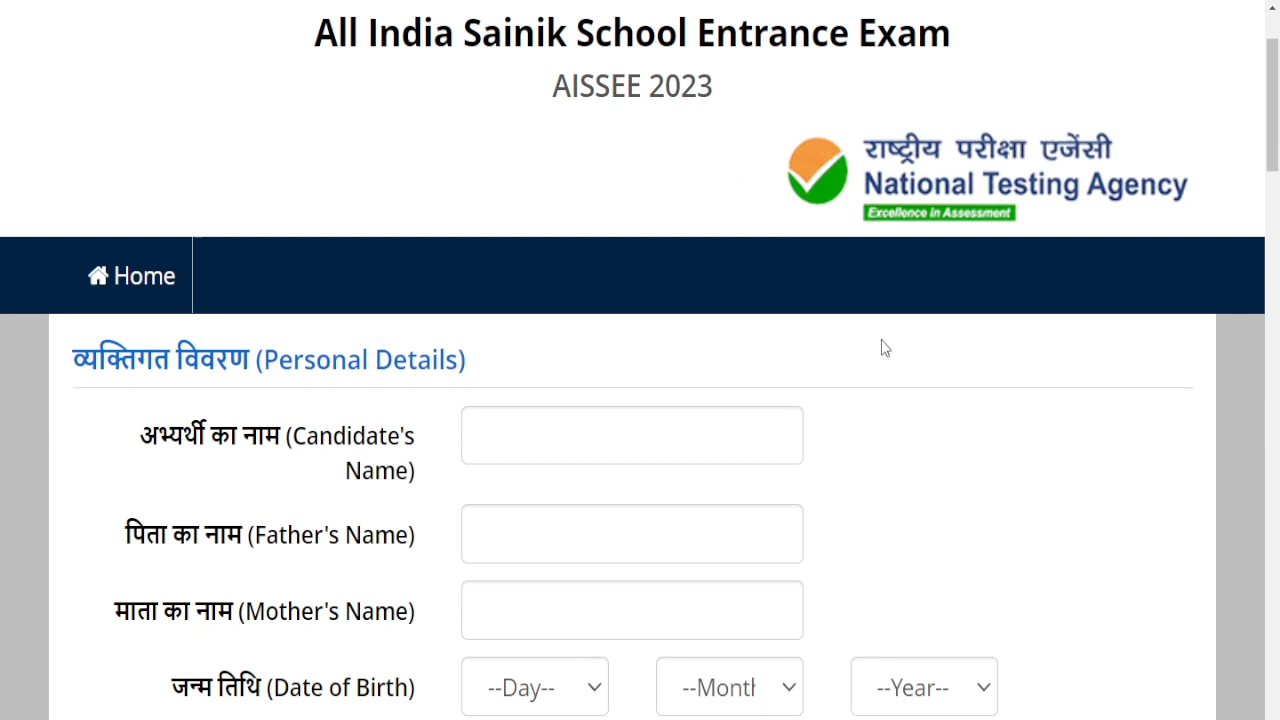 All India Sainik School Entrance Exam
AISSEE 2023
राष्ट्रीय परीक्षा एजेंसी
National Testing Agency
Excellence in Assessment
Home
व्यक्तिगत विवरण (Personal Details)
अभ्यर्थी का नाम (Candidate's
Name)
पिता का नाम (Father's Name)
माता का नाम (Mother's Name)
जन्म तिथि (Date of Birth)
--Day-- --Month --Year--